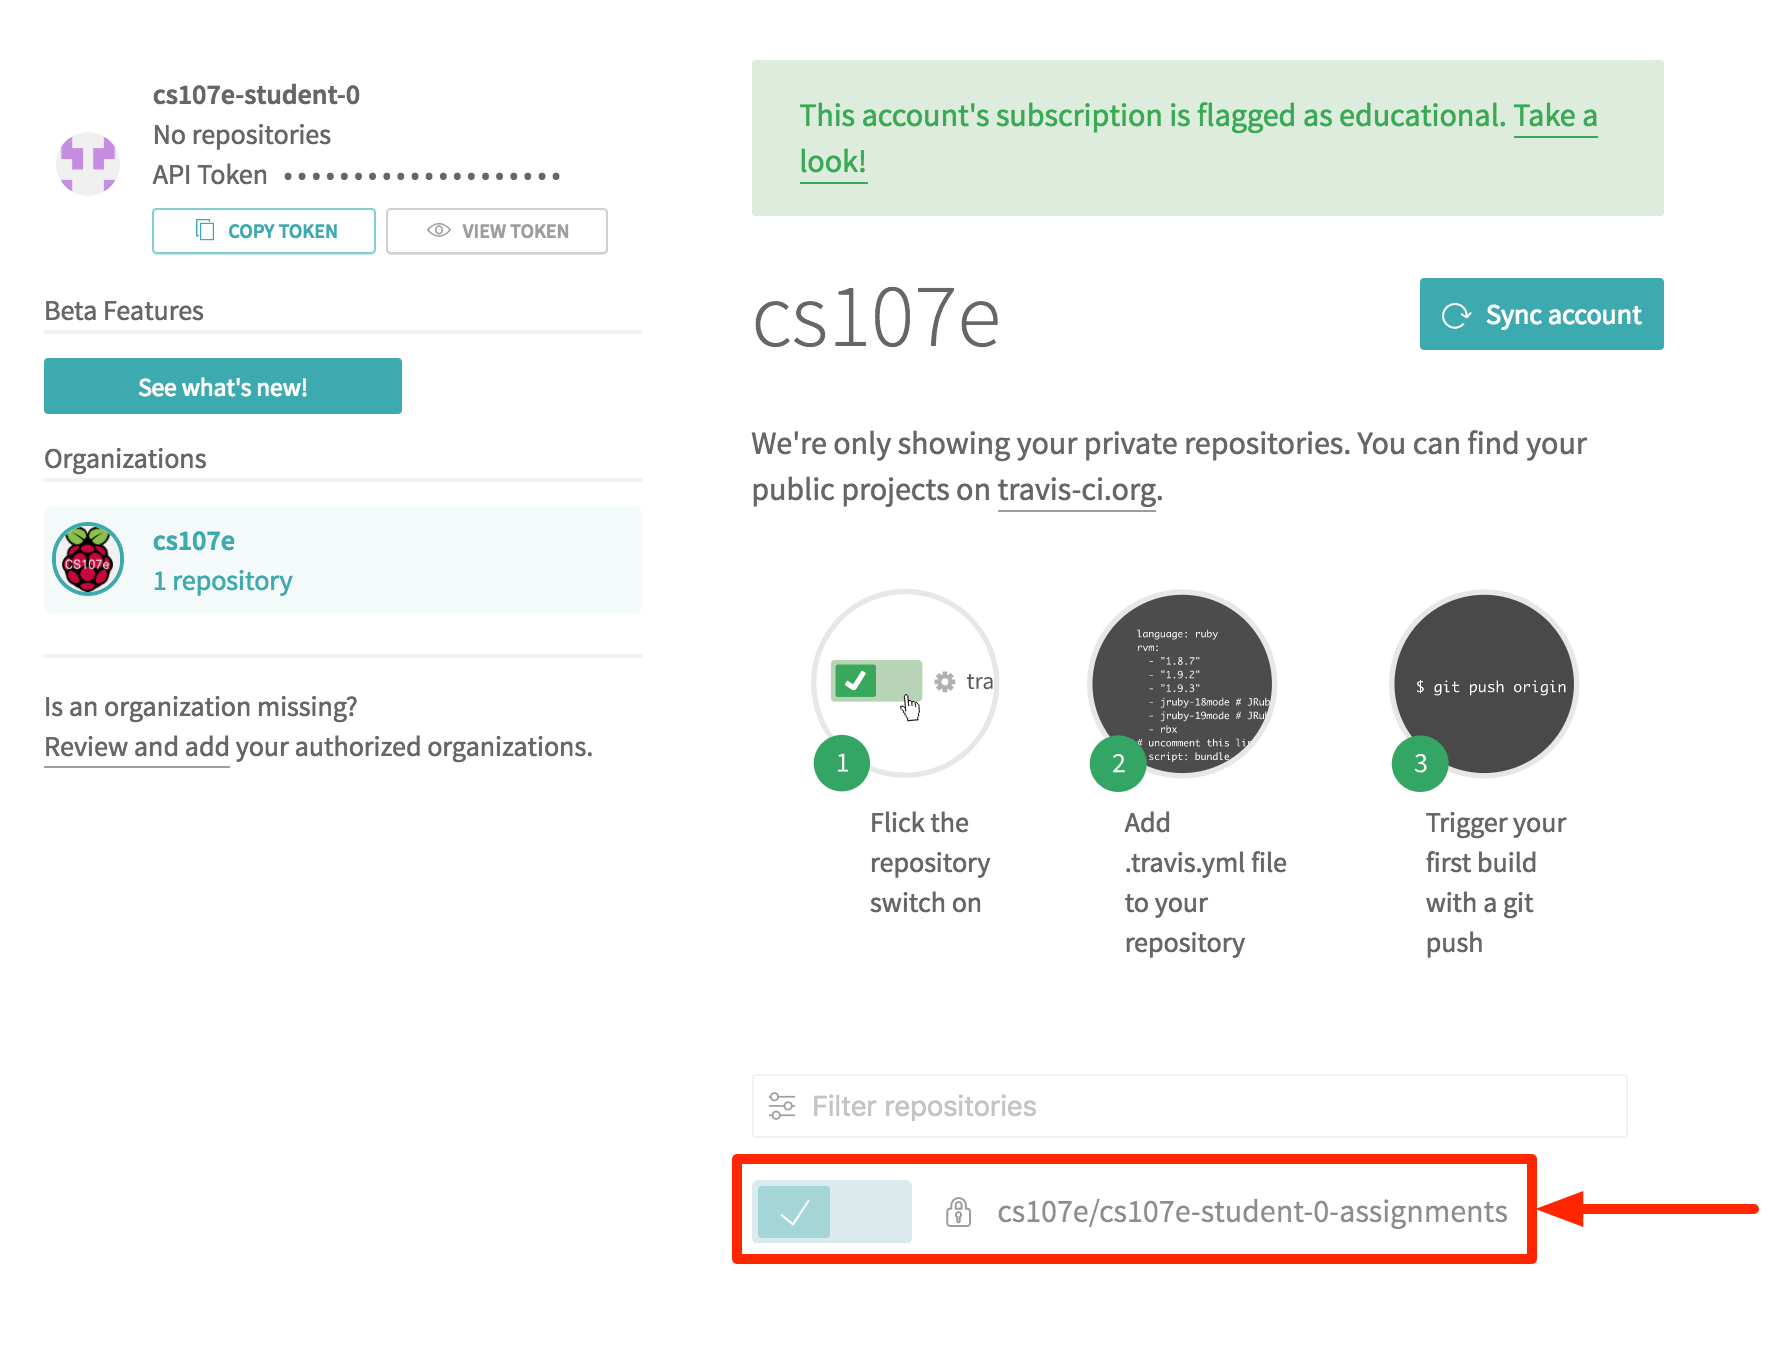 cs107e-student-0
No repositories
API Token ••••••••••••••••••••
COPY TOKEN
VIEW TOKEN
Beta Features
See what's new!
Organizations
CS107e
cs107e
1 repository
Is an organization missing?
Review and add your authorized organizations.
This account's subscription is flagged as educational. Take a
look!
cs107e
Sync account
We're only showing your private repositories. You can find your
public projects on travis-ci.org.
tra
1
Flick the
repository
switch on
language: ruby
rvm:
- "1.8.7"
- "1.9.2"
- "1.9.3"
- jruby-18mode # JRub
- jruby-19mode # JRu
- rbx
# uncomment this li
script: bundle
2
Add
.travis.yml file
to your
repository
$ git push origin
3
Trigger your
first build
with a git
push
Filter repositories
cs107e/cs107e-student-0-assignments